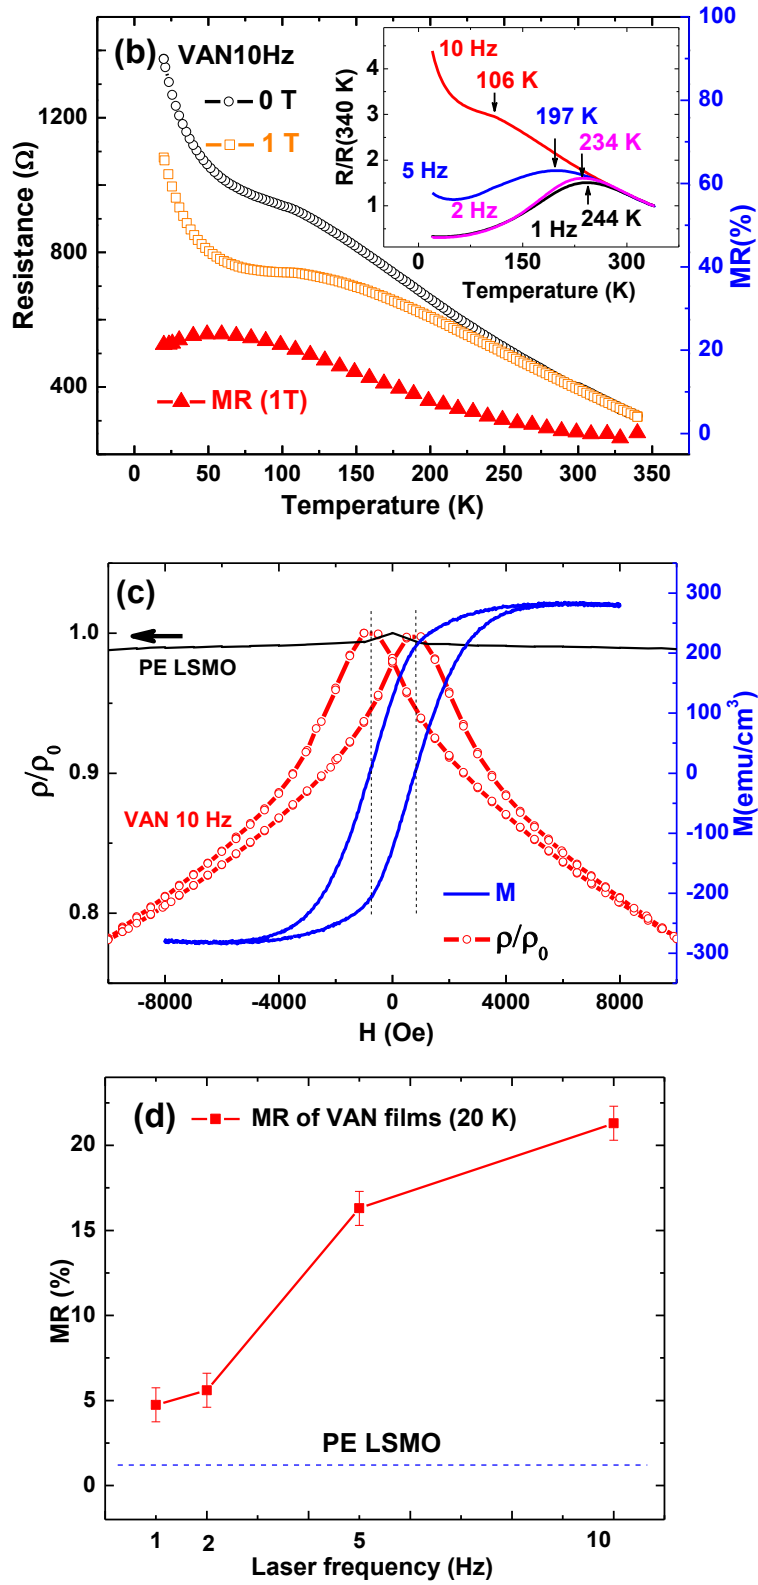 (b) VAN10Hz
0 T
1 T
MR (1T)
Resistance (Ω)
1200
800
400
0 50 100 150 200 250 300 350
Temperature (K)
MR(%)
100
80
60
40
20
0
10 Hz
106 K
197 K
234 K
5 Hz
2 Hz
1 Hz
244 K
R/R(340 K)
4
3
2
1
0 150 300
Temperature (K)
(c)
PE LSMO
VAN 10 Hz
M
ρ/ρ0
ρ/ρ0
1.0
0.9
0.8
M(emu/cm3)
300
200
100
0
-100
-200
-300
-8000 -4000 0 4000 8000
H (Oe)
(d) MR of VAN films (20 K)
PE LSMO
MR (%)
20
15
10
5
0
1 2 5 10
Laser frequency (Hz)